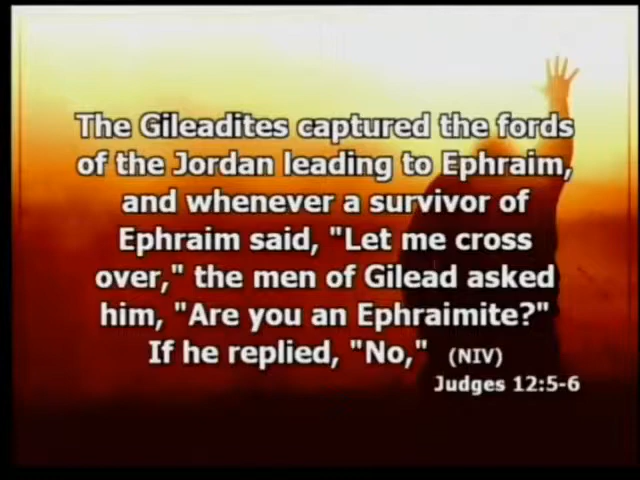 The Gileadites captured the fords
of the Jordan leading to Ephraim,
and whenever a survivor of
Ephraim said, "Let me cross
over," the men of Gilead asked
him, "Are you an Ephraimite?"
If he replied, "No," (NIV)
Judges 12:5-6